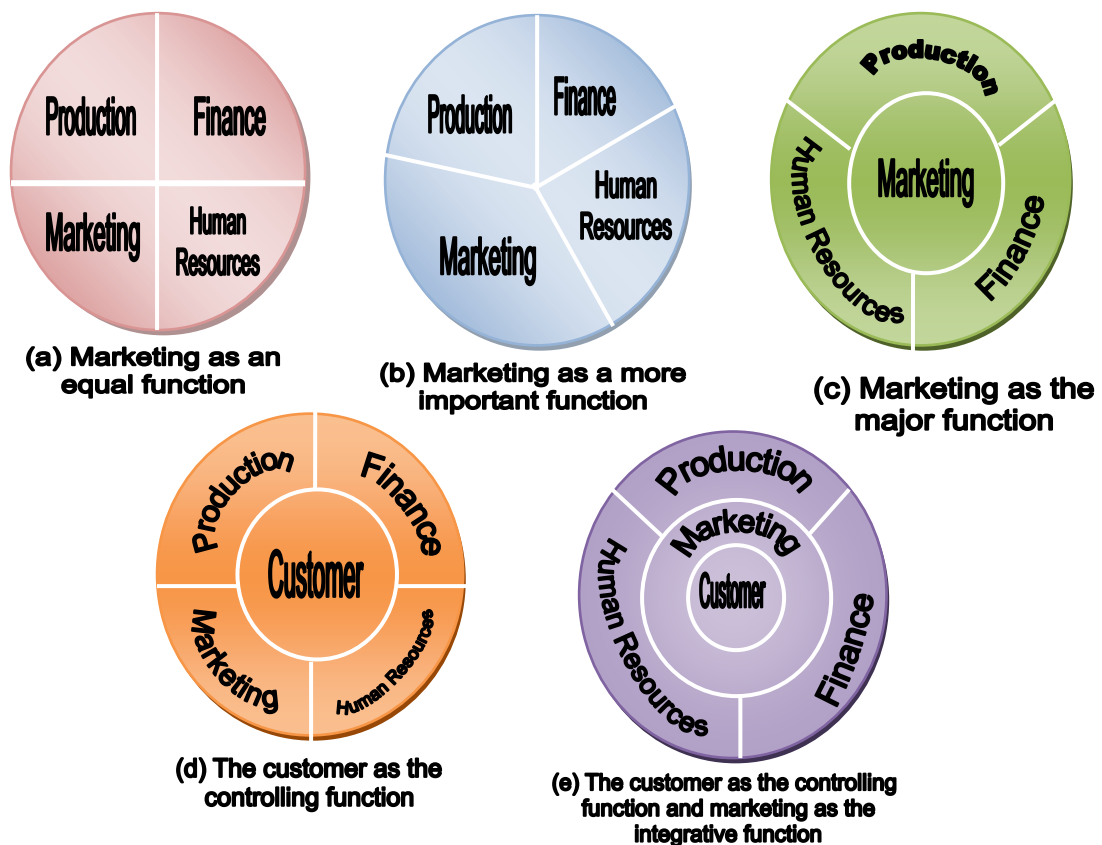 Production
Finance
Marketing
Human
Resources
(a) Marketing as an
equal function
Production
Finance
Human
Resources
Marketing
(b) Marketing as a more
important function
Production
Marketing
Human Resources
Finance
(c) Marketing as the
major function
Production
Finance
Customer
Marketing
Human Resources
(d) The customer as the
controlling function
Production
Marketing
Customer
Human Resources
Finance
(e) The customer as the controlling
function and marketing as the
integrative function